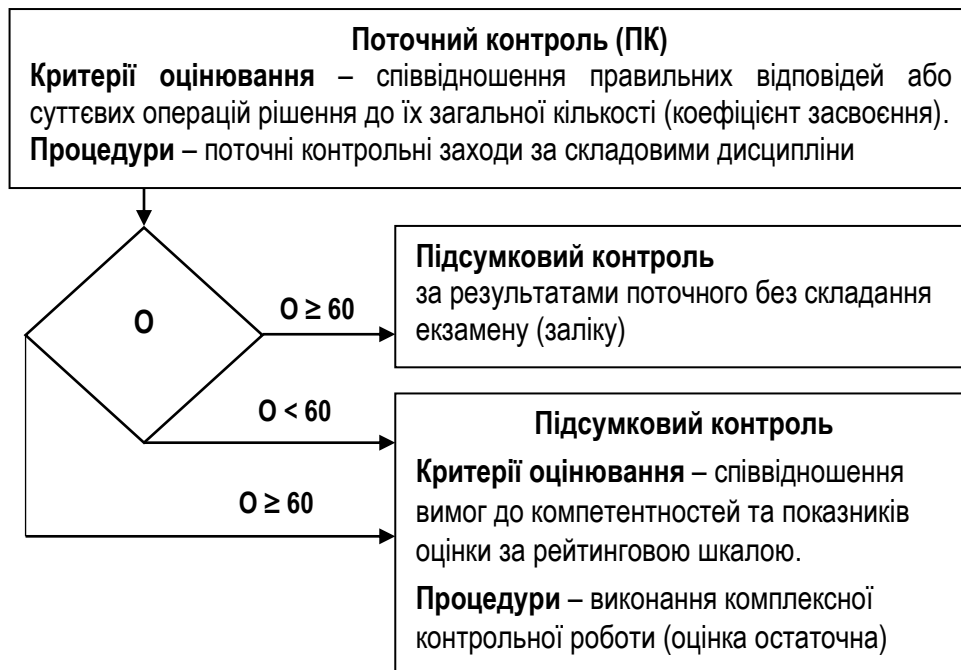 Поточний контроль (ПК)
Критерії оцінювання – співвідношення правильних відповідей або
суттєвих операцій рішення до їх загальної кількості (коефіцієнт засвоєння).
Процедури – поточні контрольні заходи за складовими дисципліни
О
О ≥ 60
Підсумковий контроль
за результатами поточного без складання
екзамену (заліку)
О < 60
О ≥ 60
Підсумковий контроль
Критерії оцінювання – співвідношення
вимог до компетентностей та показників
оцінки за рейтинговою шкалою.
Процедури – виконання комплексної
контрольної роботи (оцінка остаточна)